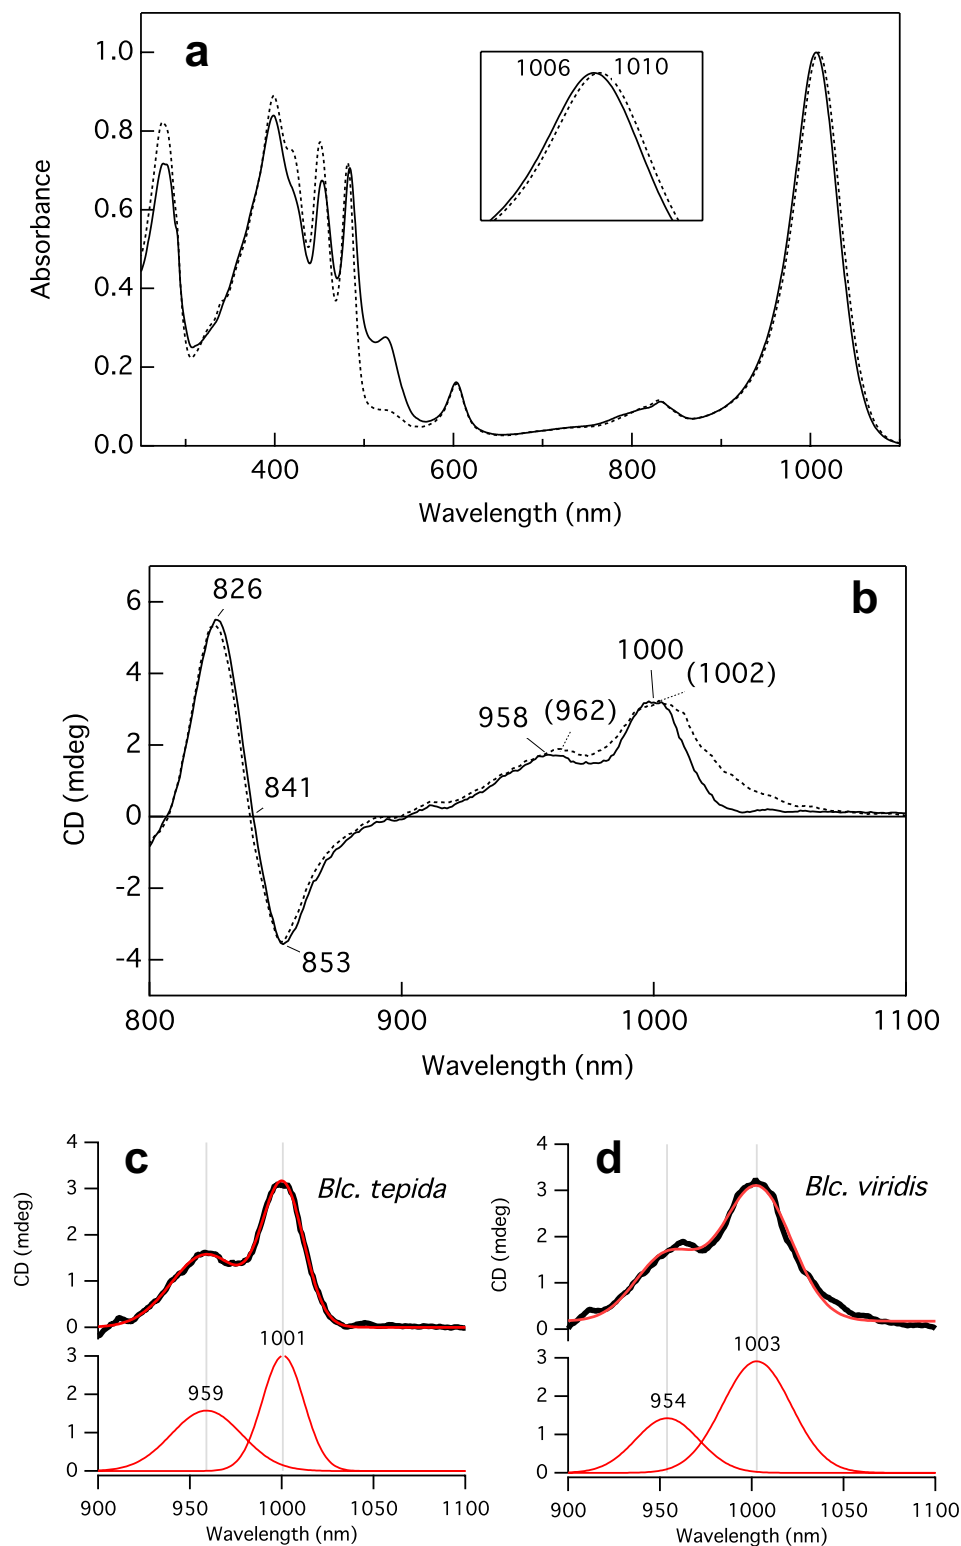 a
1.0
0.8
0.6
0.4
0.2
0.0
Absorbance
1006 1010
400 600 800 1000
Wavelength (nm)
b
6
4
2
0
-2
-4
CD (mdeg)
826
841
853
958 (962)
1000
(1002)
800 900 1000 1100
Wavelength (nm)
c
Blc. tepida
4
3
2
1
0
CD (mdeg)
3
2
1
0
959
1001
900 950 1000 1050 1100
Wavelength (nm)
d
Blc. viridis
4
3
2
1
0
CD (mdeg)
3
2
1
0
954
1003
900 950 1000 1050 1100
Wavelength (nm)